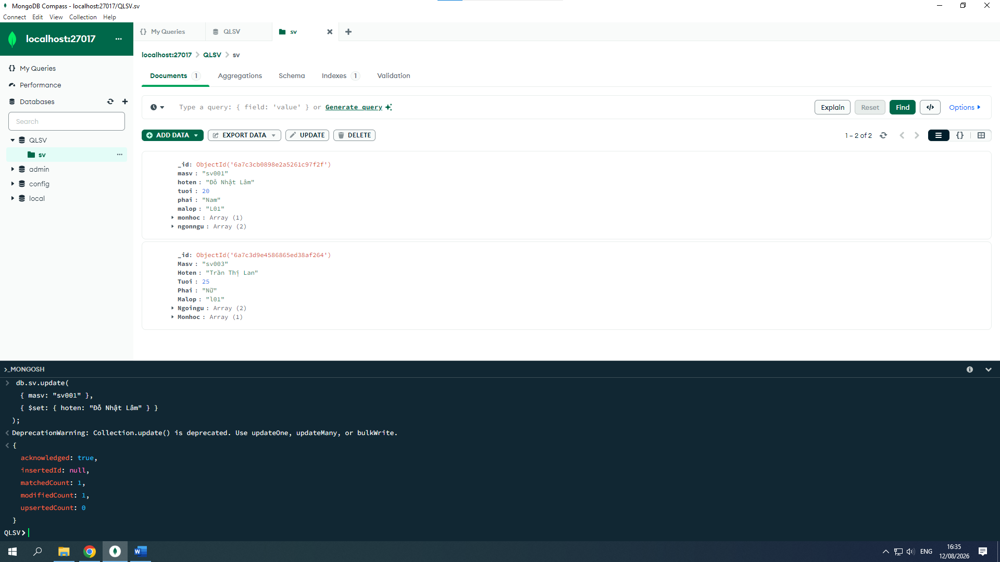 MongoDB Compass - localhost:27017/QLSV.sv
Connect Edit View Collection Help
localhost:27017 ...
My Queries
Performance
Databases
Search
QLSV
sv ...
admin
config
local
{} My Queries QLSV sv
localhost:27017 > QLSV > sv
Documents 1 Aggregations Schema Indexes 1 Validation
Type a query: { field: 'value' } or Generate query
Explain Reset Find </> Options
ADD DATA EXPORT DATA UPDATE DELETE
1 – 2 of 2 {}
_id: ObjectId('6a7c3cb0898e2a5261c97f2f')
masv : "sv001"
hoten : "Đỗ Nhật Lâm"
tuoi : 20
phai : "Nam"
malop : "L01"
monhoc : Array (1)
ngonngu : Array (2)
_id: ObjectId('6a7c3d9e4586865ed38af264')
Masv : "sv003"
Hoten : "Trần Thị Lan"
Tuoi : 25
Phai : "Nữ"
Malop : "l01"
Ngoingu : Array (2)
Monhoc : Array (1)
>_MONGOSH
> db.sv.update(
{ masv: "sv001" },
{ $set: { hoten: "Đỗ Nhật Lâm" } }
);
< DeprecationWarning: Collection.update() is deprecated. Use updateOne, updateMany, or bulkWrite.
< {
acknowledged: true,
insertedId: null,
matchedCount: 1,
modifiedCount: 1,
upsertedCount: 0
}
QLSV>
ENG
16:35
12/08/2026